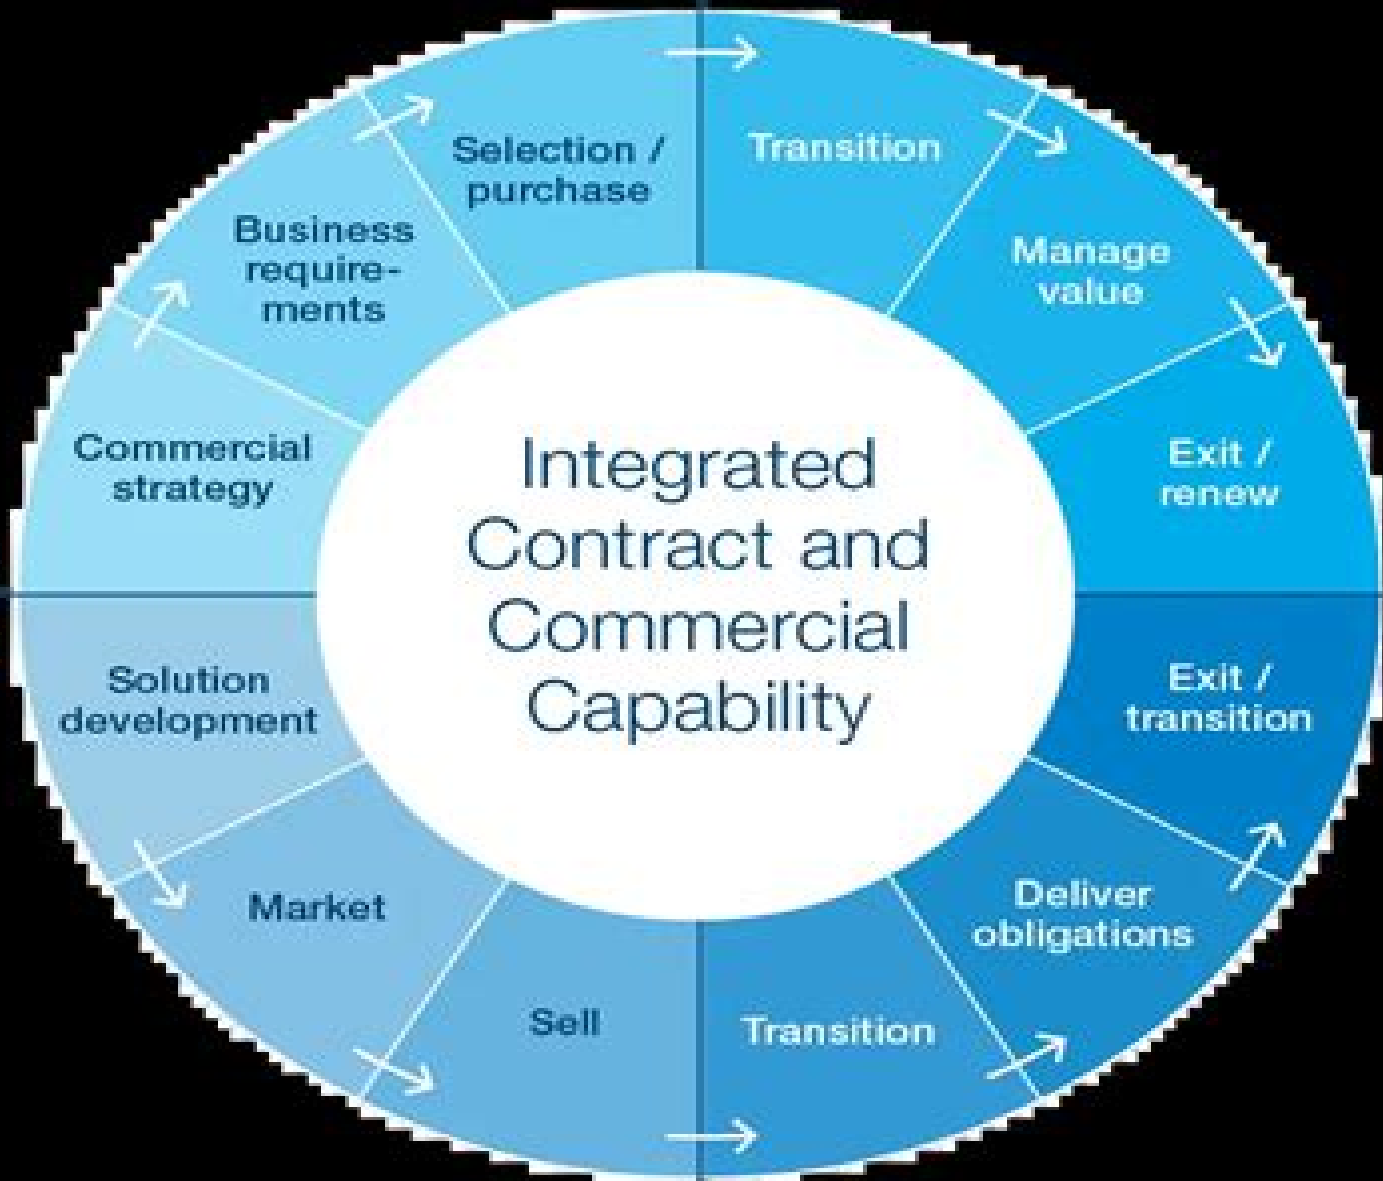 Selection /
purchase
Transition
Business
require-
ments
Manage
value
Commercial
strategy
Exit /
renew
Integrated
Contract and
Commercial
Capability
Solution
development
Exit /
transition
Market
Deliver
obligations
Sell
Transition